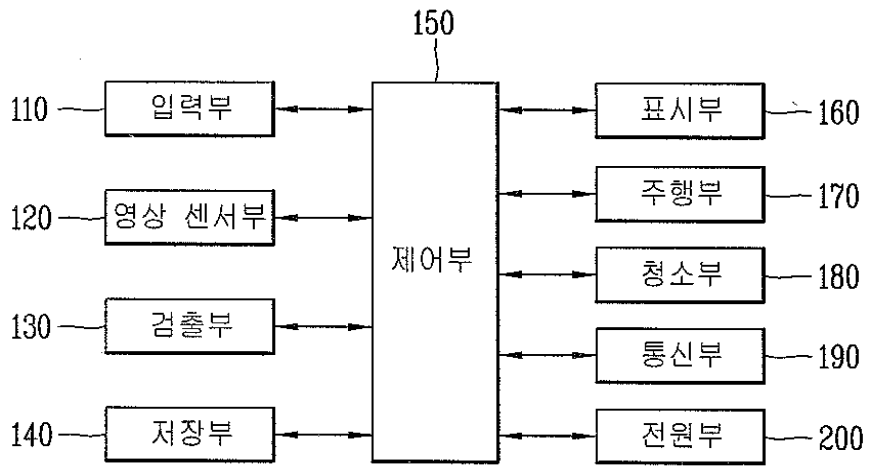 150
110 입력부 표시부 160
주행부 170
120 영상 센서부
제어부
청소부 180
130 검출부
통신부 190
140 저장부 전원부 200